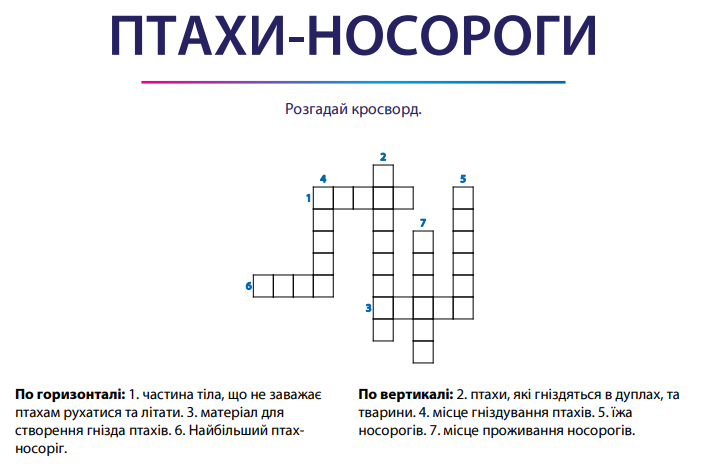 ПТАХИ-НОСОРОГИ
Розгадай кросворд.
2
4
5
1
7
6
3
По горизонталі: 1. частина тіла, що не заважає
птахам рухатися та літати. 3. матеріал для
створення гнізда птахів. 6. Найбільший птах-
носоріг.
По вертикалі: 2. птахи, які гніздяться в дуплах, та
тварини. 4. місце гніздування птахів. 5. їжа
носорогів. 7. місце проживання носорогів.